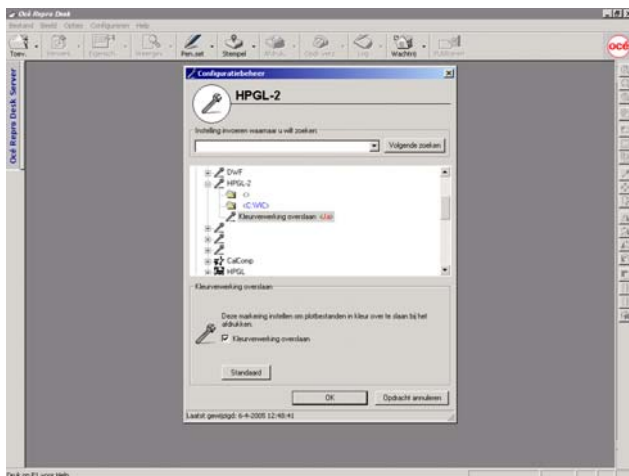 Océ Repro Desk
Bestand Beeld Opties Configureren Help
Toev. Pen.set Stempel Wachtrij
océ
Océ Repro Desk Server
Configuratiebeheer
HPGL-2
Instelling invoeren waarnaar u wilt zoeken:
Volgende zoeken
DWF
HPGL-2
<>
<C:\VIC>
Kleurverwerking overslaan <Ja>
CalComp
HPGL
Kleurverwerking overslaan
Deze markering instellen om plotbestanden in kleur over te slaan bij het
afdrukken.
Kleurverwerking overslaan
Standaard
OK Opdracht annuleren
Laatst gewijzigd: 6-4-2005 12:48:41
Druk op F1 voor Help